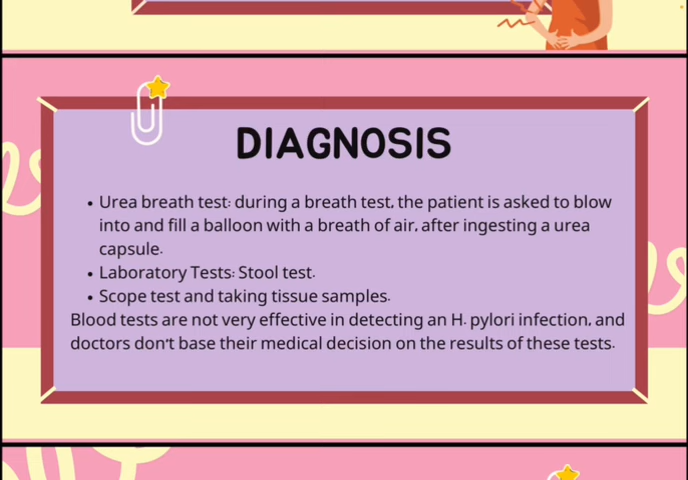 DIAGNOSIS
• Urea breath test: during a breath test, the patient is asked to blow
into and fill a balloon with a breath of air, after ingesting a urea
capsule.
• Laboratory Tests: Stool test.
• Scope test and taking tissue samples.
Blood tests are not very effective in detecting an H. pylori infection, and
doctors don't base their medical decision on the results of these tests.